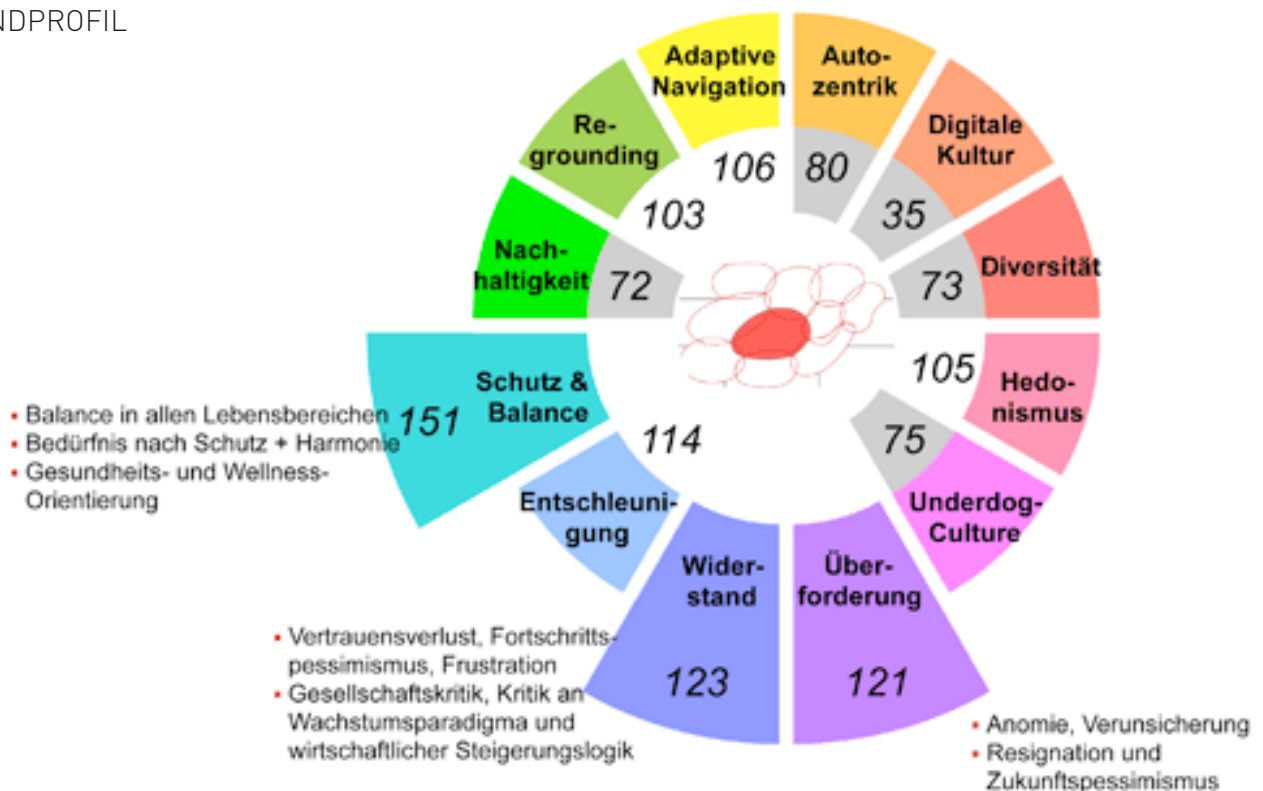 NDPROFIL
Adaptive
Navigation
106
Auto-
zentrik
80
Digitale
Kultur
35
Diversität
73
Hedo-
nismus
105
Underdog-
Culture
75
Über-
forderung
121
Wider-
stand
123
Entschleuni-
gung
114
Schutz &
Balance
151
Nach-
haltigkeit
72
Re-
grounding
103
▪ Balance in allen Lebensbereichen
▪ Bedürfnis nach Schutz + Harmonie
▪ Gesundheits- und Wellness-
Orientierung
▪ Vertrauensverlust, Fortschritts-
pessimismus, Frustration
▪ Gesellschaftskritik, Kritik an
Wachstumsparadigma und
wirtschaftlicher Steigerungslogik
▪ Anomie, Verunsicherung
▪ Resignation und
Zukunftspessimismus